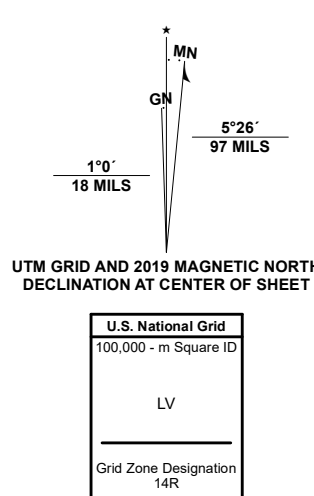 ★
MN
GN
5°26´
97 MILS
1°0´
18 MILS
UTM GRID AND 2019 MAGNETIC NORTH
DECLINATION AT CENTER OF SHEET
U.S. National Grid
100,000 - m Square ID
LV
Grid Zone Designation
14R